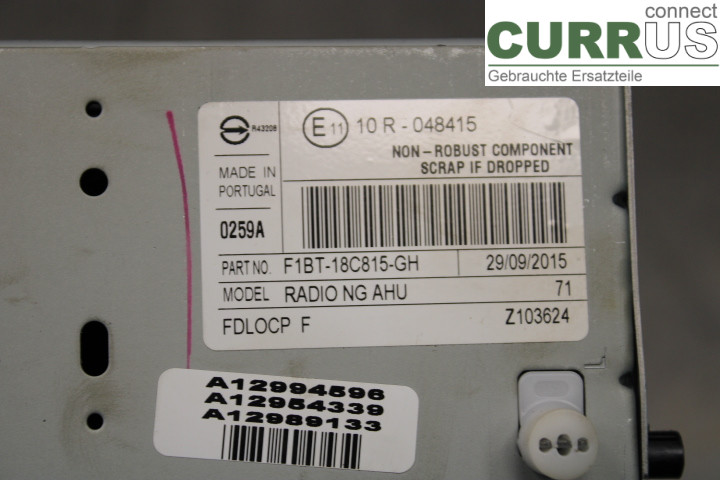 connect
CURRUS
Gebrauchte Ersatzteile
R43208
E11 10 R - 048415
NON-ROBUST COMPONENT
SCRAP IF DROPPED
MADE IN
PORTUGAL
0259A
PART NO. F1BT-18C815-GH 29/09/2015
MODEL RADIO NG AHU 71
FDLOCP F Z103624
A12994596
A12954339
A12989133